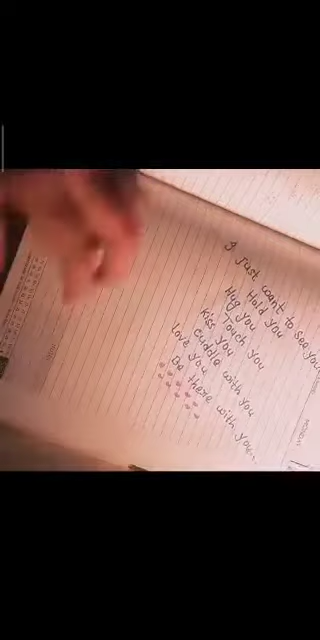 I Just want to see you
Hold you
Hug you
Touch you
Kiss you
Cuddle with you
Love you
Be there with you...
MONDAY